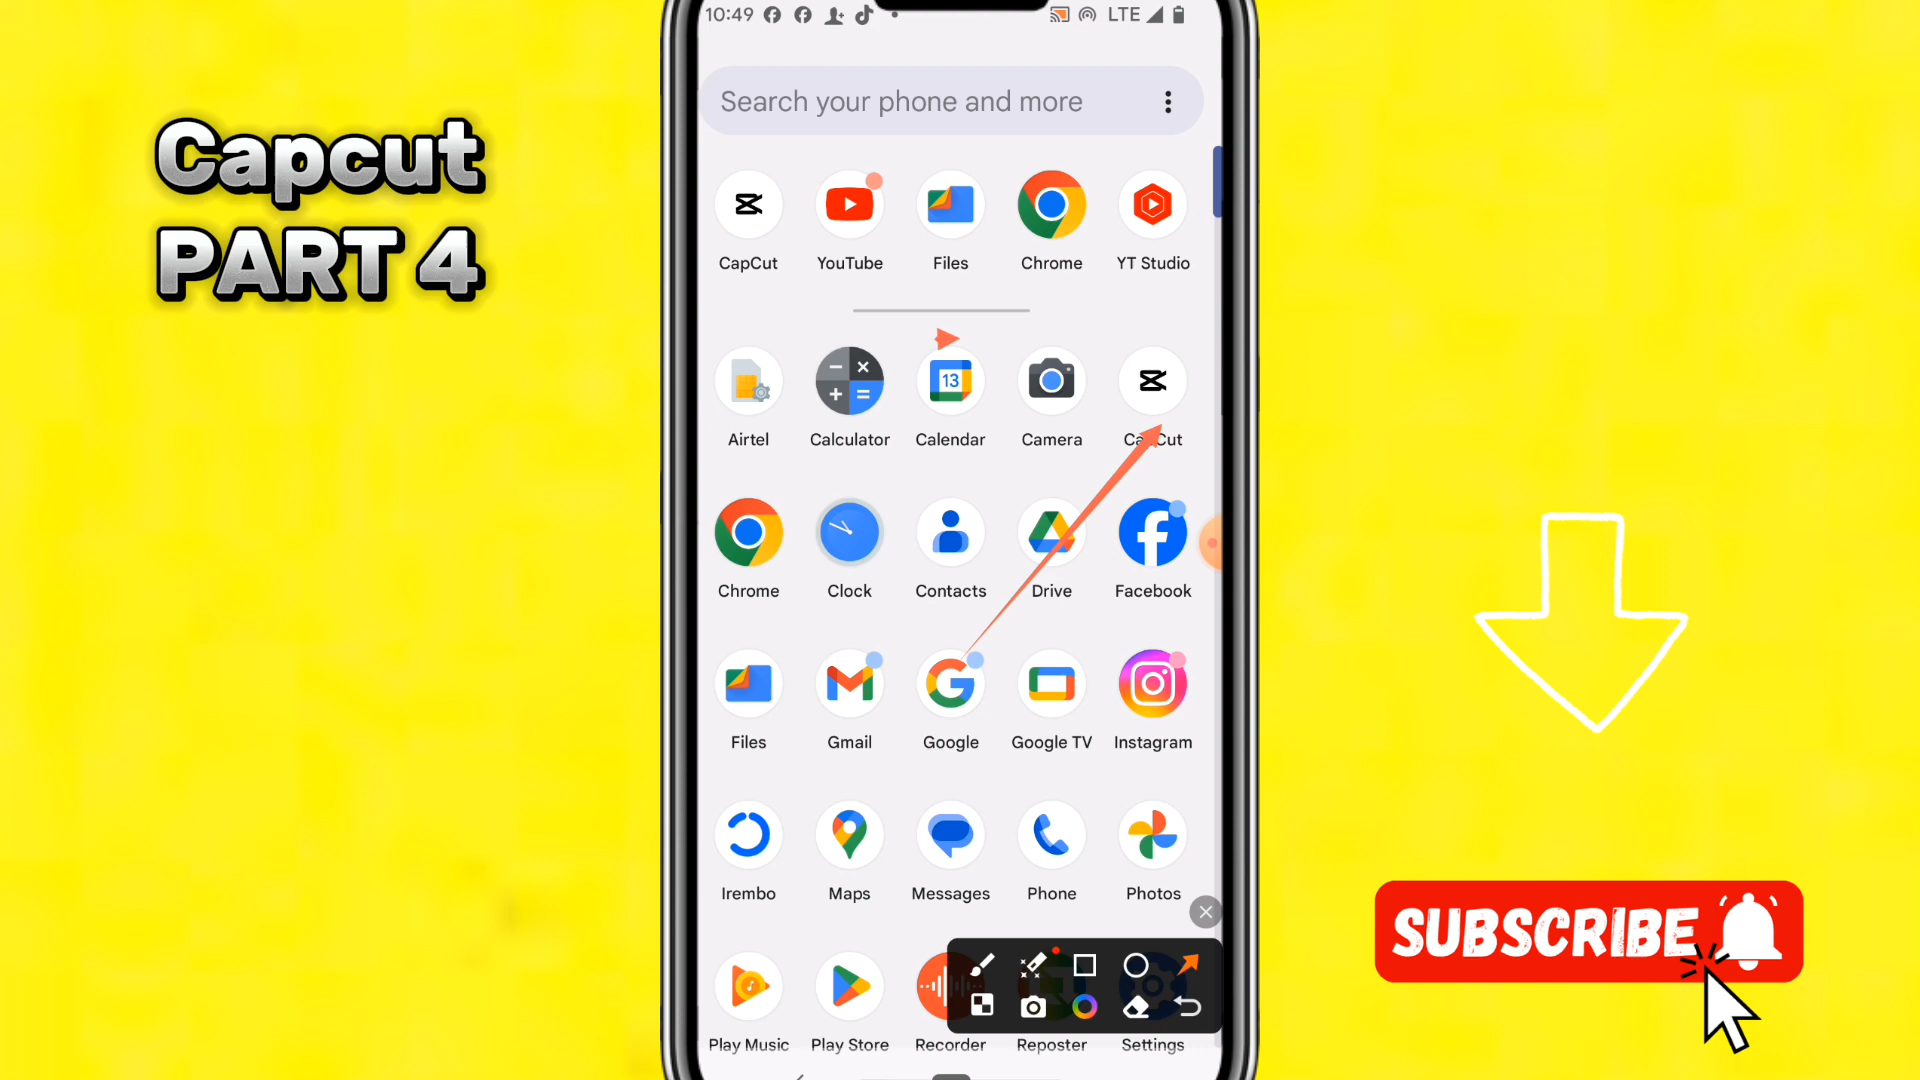 10:49 LTE
Capcut
PART 4
Search your phone and more
CapCut YouTube Files Chrome YT Studio
13
Airtel Calculator Calendar Camera CapCut
Chrome Clock Contacts Drive Facebook
Files Gmail Google Google TV Instagram
Irembo Maps Messages Phone Photos
SUBSCRIBE
Play Music Play Store Recorder Reposter Settings